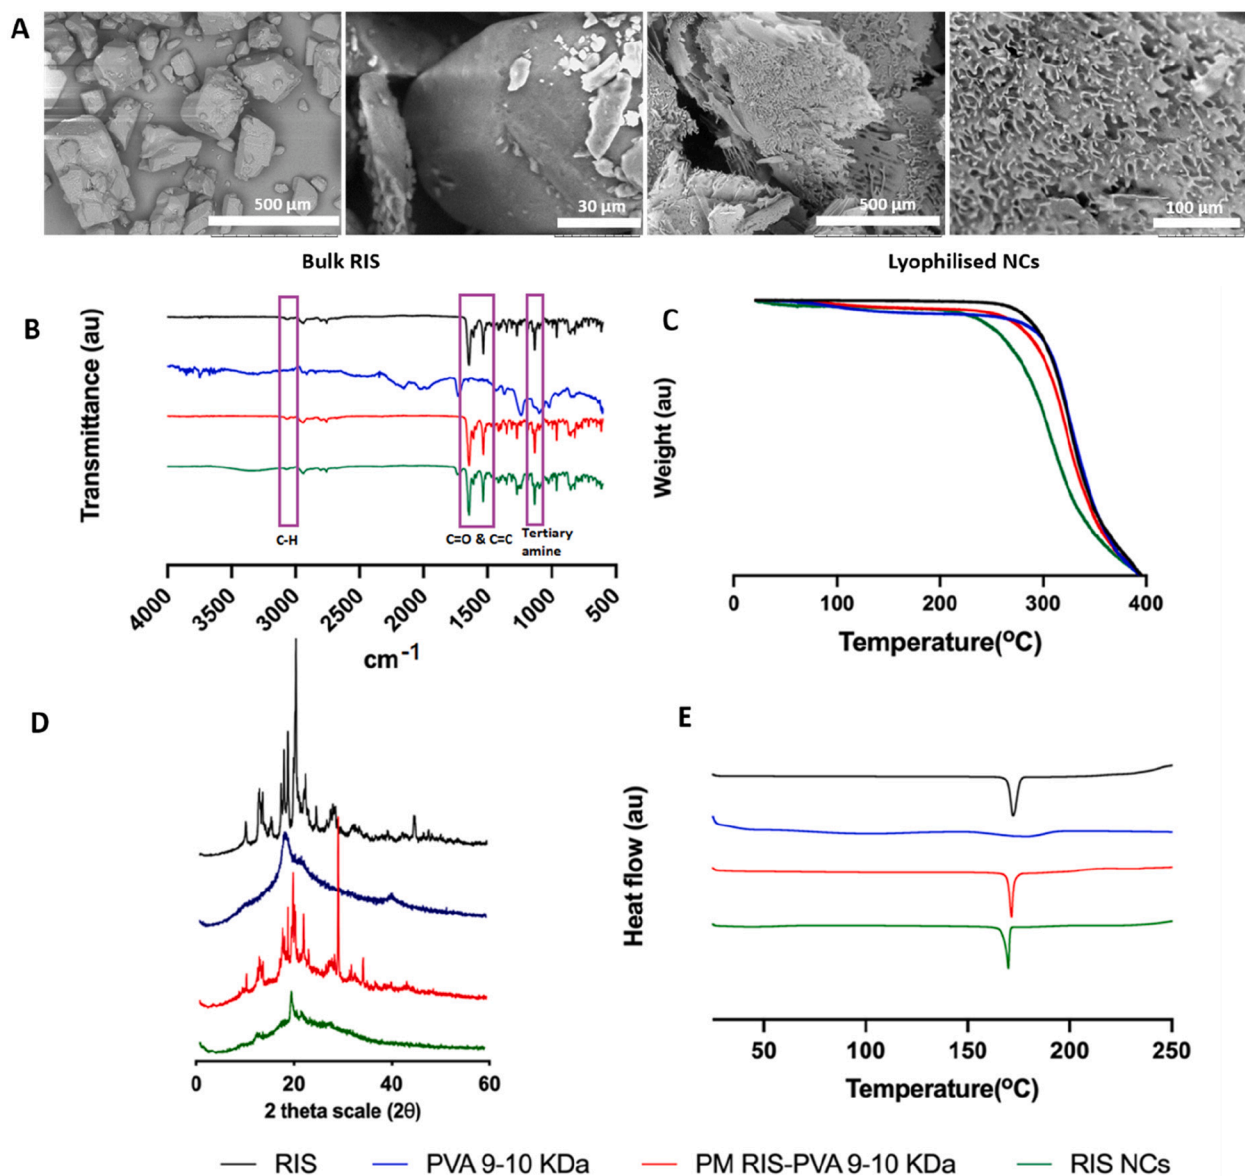 A
500 µm
30 µm
500 µm
100 µm
Bulk RIS
Lyophilised NCs
B
Transmittance (au)
C-H
C=O & C=C
Tertiary
amine
4000
3500
3000
2500
2000
1500
1000
500
cm-1
C
Weight (au)
0
100
200
300
400
Temperature(ºC)
D
0
20
40
60
2 theta scale (2θ)
E
Heat flow (au)
50
100
150
200
250
Temperature(ºC)
RIS
PVA 9-10 KDa
PM RIS-PVA 9-10 KDa
RIS NCs